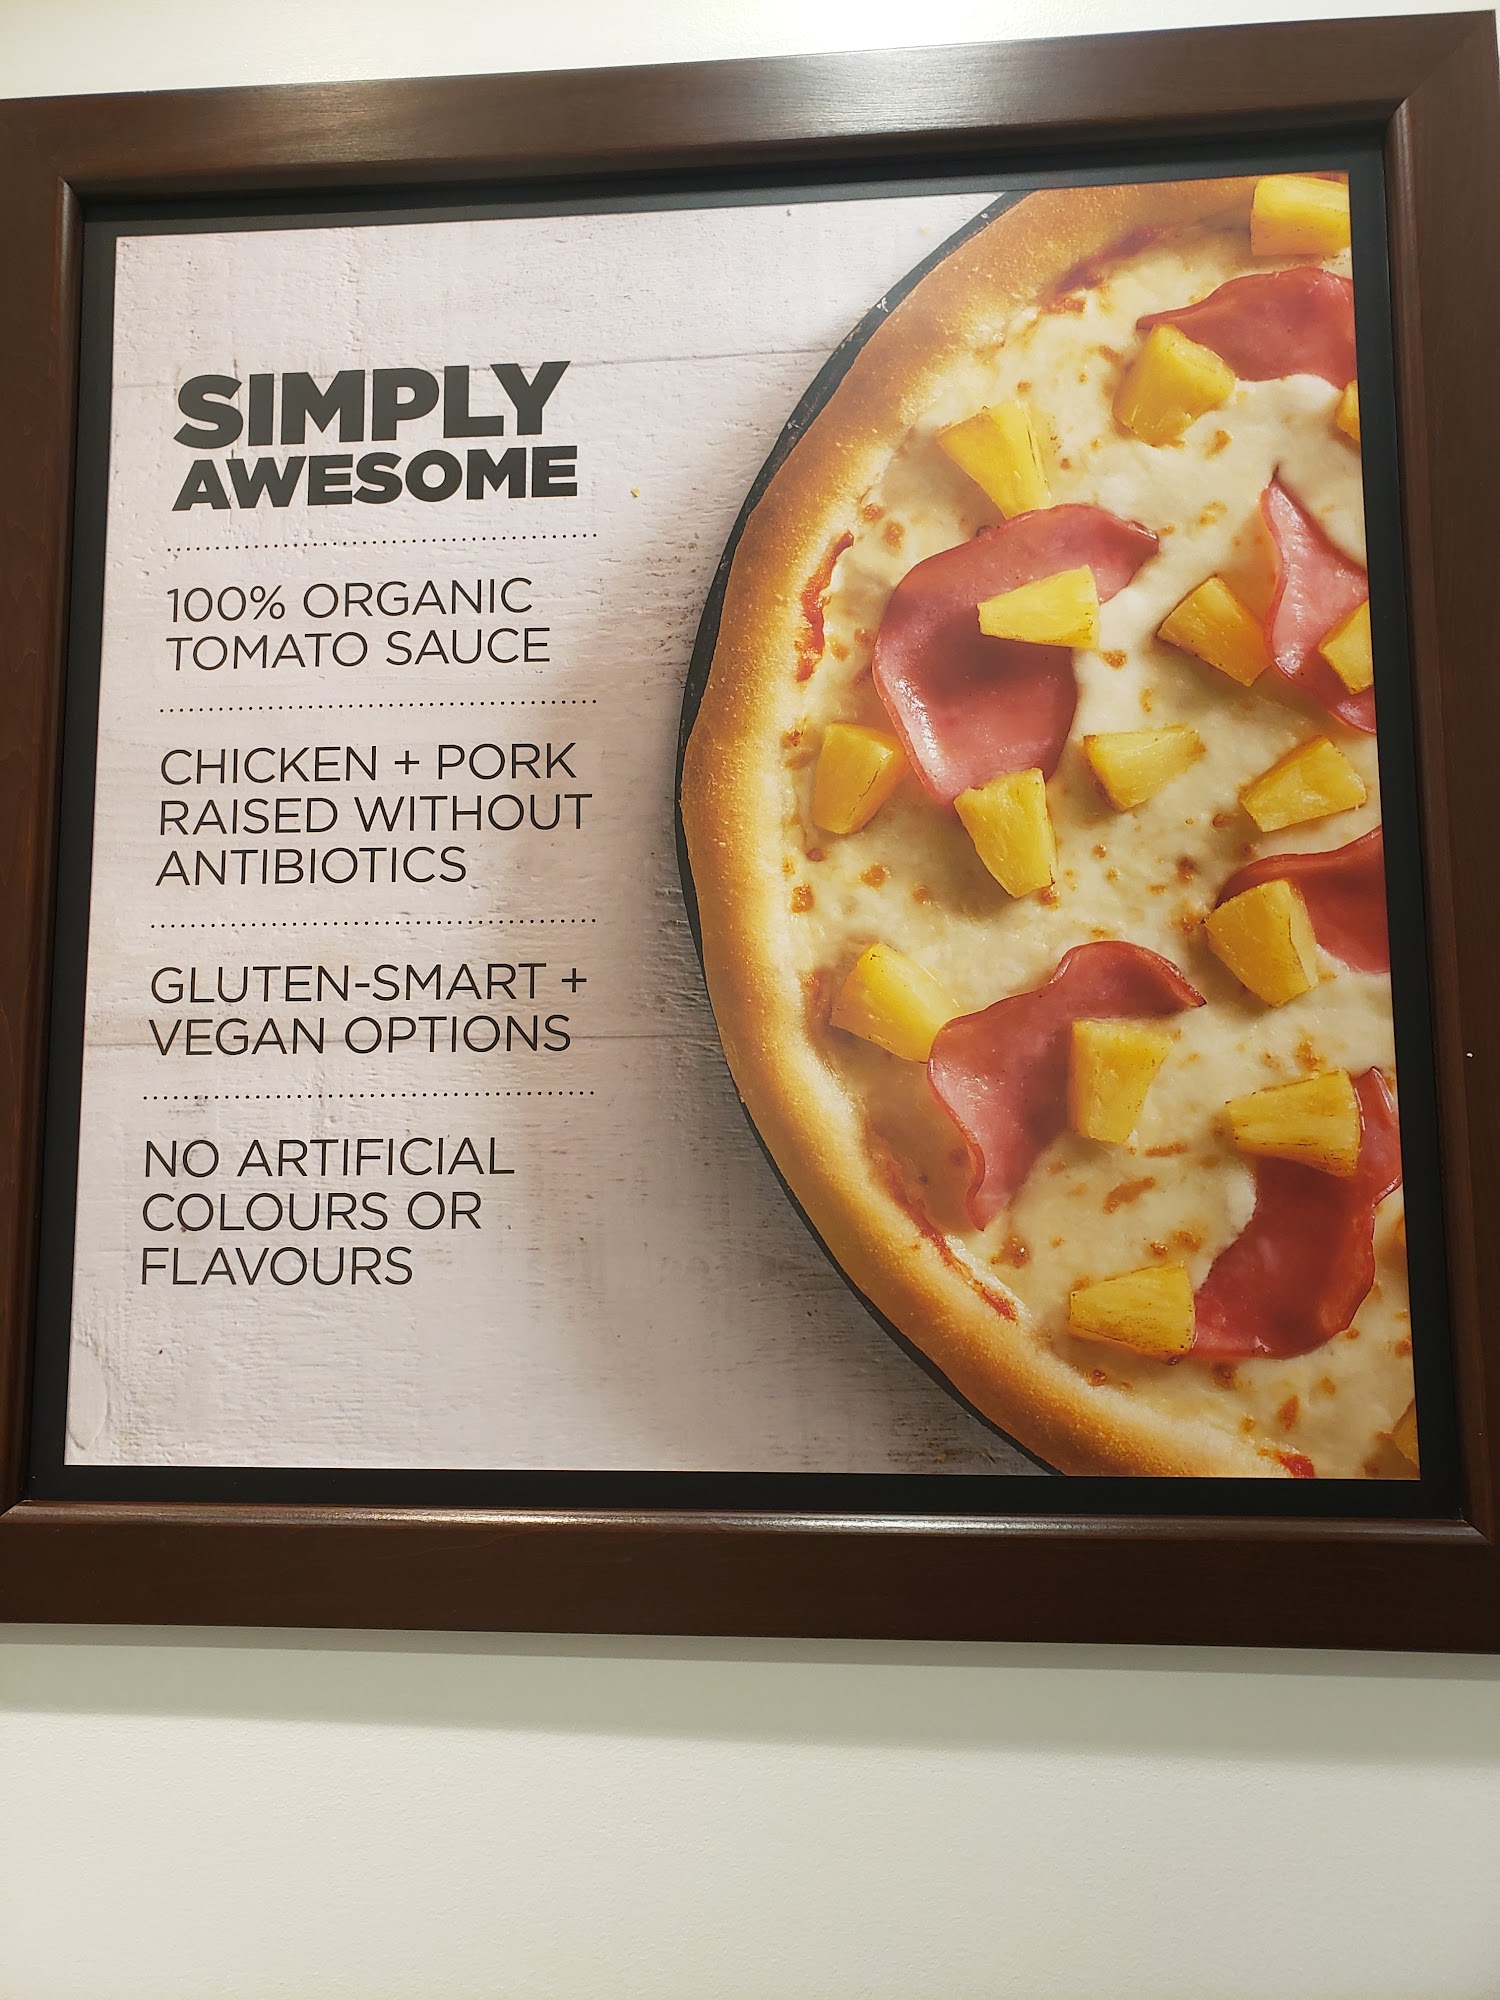 SIMPLY
AWESOME
100% ORGANIC
TOMATO SAUCE
CHICKEN + PORK
RAISED WITHOUT
ANTIBIOTICS
GLUTEN-SMART +
VEGAN OPTIONS
NO ARTIFICIAL
COLOURS OR
FLAVOURS